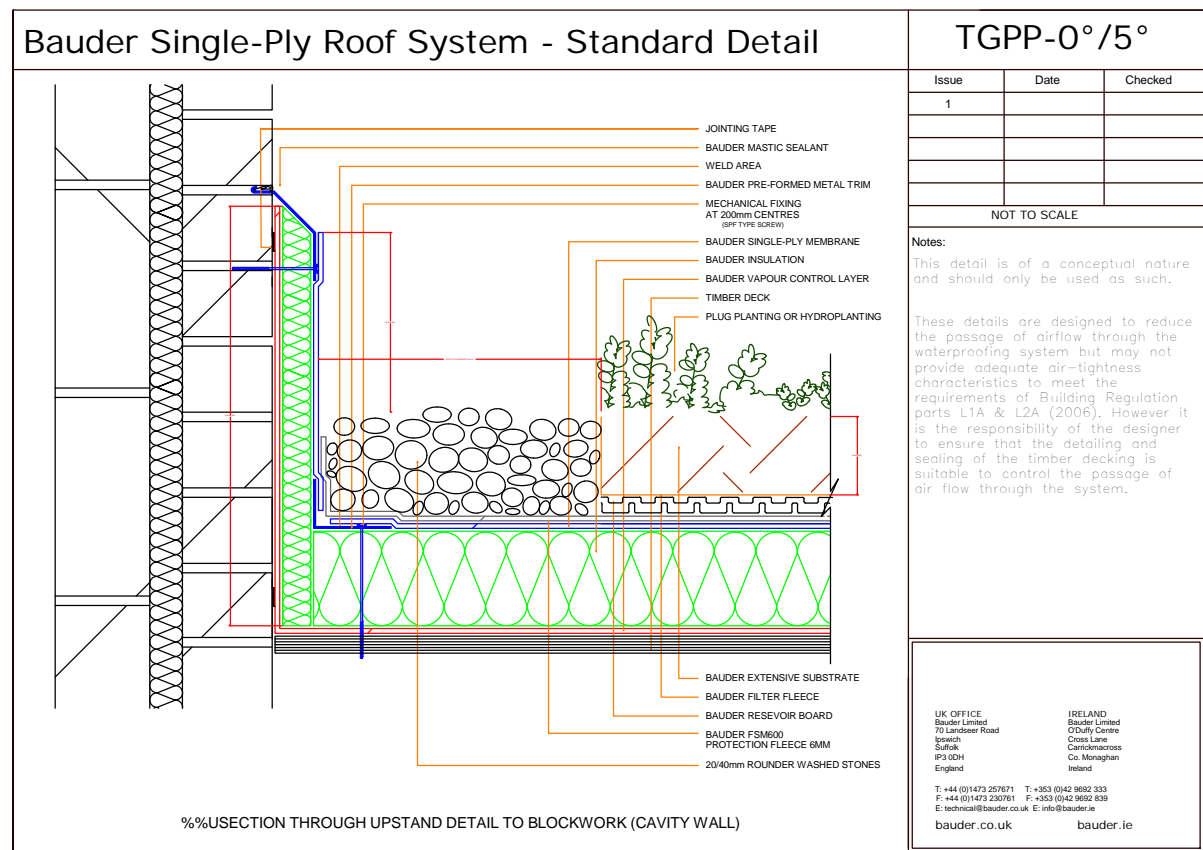 Bauder Single-Ply Roof System - Standard Detail
TGPP-0°/5°
Issue Date Checked
1
NOT TO SCALE
Notes:
This detail is of a conceptual nature
and should only be used as such.
These details are designed to reduce
the passage of airflow through the
waterproofing system but may not
provide adequate air-tightness
characteristics to meet the
requirements of Building Regulation
parts L1A & L2A (2006). However it
is the responsibility of the designer
to ensure that the detailing and
sealing of the timber decking is
suitable to control the passage of
air flow through the system.
JOINTING TAPE
BAUDER MASTIC SEALANT
WELD AREA
BAUDER PRE-FORMED METAL TRIM
MECHANICAL FIXING
AT 200mm CENTRES
(SPF TYPE SCREW)
BAUDER SINGLE-PLY MEMBRANE
BAUDER INSULATION
BAUDER VAPOUR CONTROL LAYER
TIMBER DECK
PLUG PLANTING OR HYDROPLANTING
BAUDER EXTENSIVE SUBSTRATE
BAUDER FILTER FLEECE
BAUDER RESEVOIR BOARD
BAUDER FSM600
PROTECTION FLEECE 6MM
20/40mm ROUNDER WASHED STONES
%%USECTION THROUGH UPSTAND DETAIL TO BLOCKWORK (CAVITY WALL)
UK OFFICE
Bauder Limited
70 Landseer Road
Ipswich
Suffolk
IP3 0DH
England
IRELAND
Bauder Limited
O'Duffy Centre
Cross Lane
Carrickmacross
Co. Monaghan
Ireland
T: +44 (0)1473 257671 T: +353 (0)42 9692 333
F: +44 (0)1473 230761 F: +353 (0)42 9692 839
E: technical@bauder.co.uk E: info@bauder.ie
bauder.co.uk bauder.ie